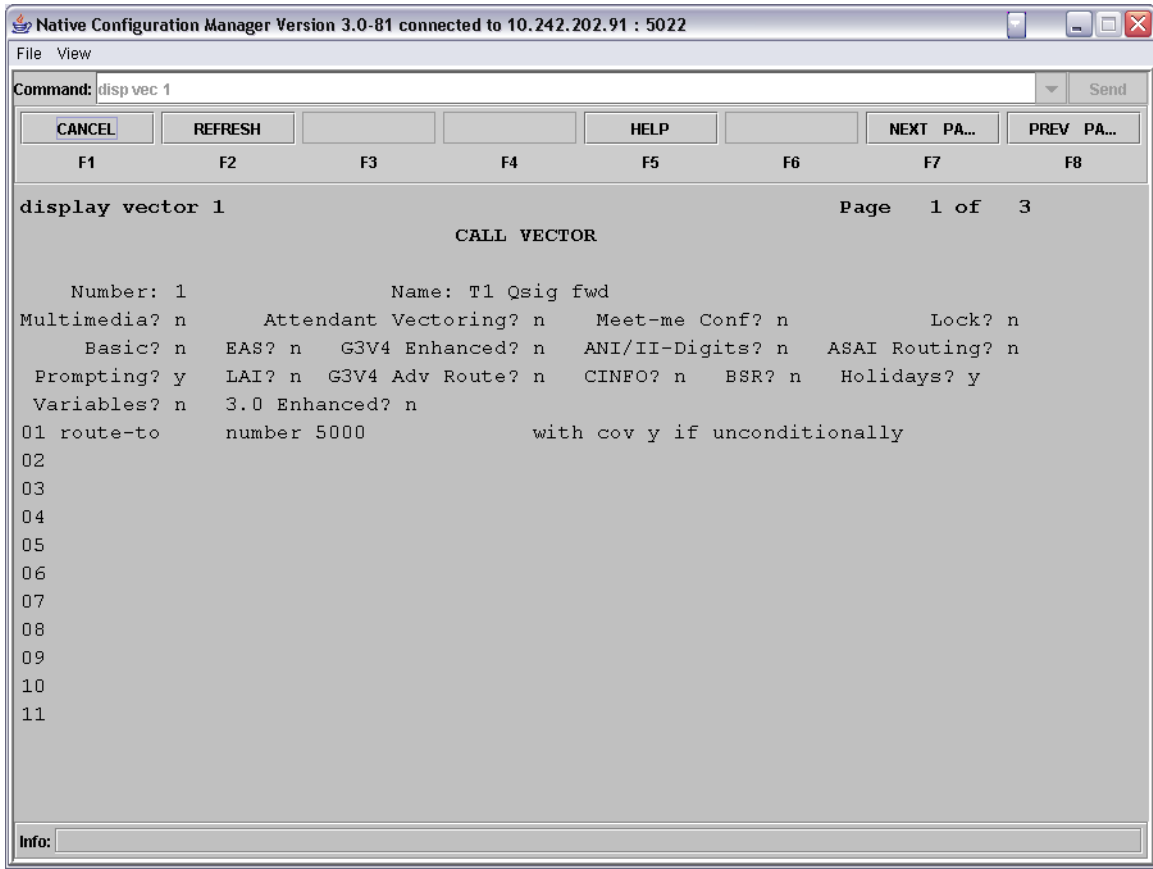 Native Configuration Manager Version 3.0-81 connected to 10.242.202.91 : 5022
File View
Command: disp vec 1 Send
CANCEL REFRESH HELP NEXT PA... PREV PA...
F1 F2 F3 F4 F5 F6 F7 F8
display vector 1 Page 1 of 3
CALL VECTOR
Number: 1 Name: T1 Qsig fwd
Multimedia? n Attendant Vectoring? n Meet-me Conf? n Lock? n
Basic? n EAS? n G3V4 Enhanced? n ANI/II-Digits? n ASAI Routing? n
Prompting? y LAI? n G3V4 Adv Route? n CINFO? n BSR? n Holidays? y
Variables? n 3.0 Enhanced? n
01 route-to number 5000 with cov y if unconditionally
02
03
04
05
06
07
08
09
10
11
Info: